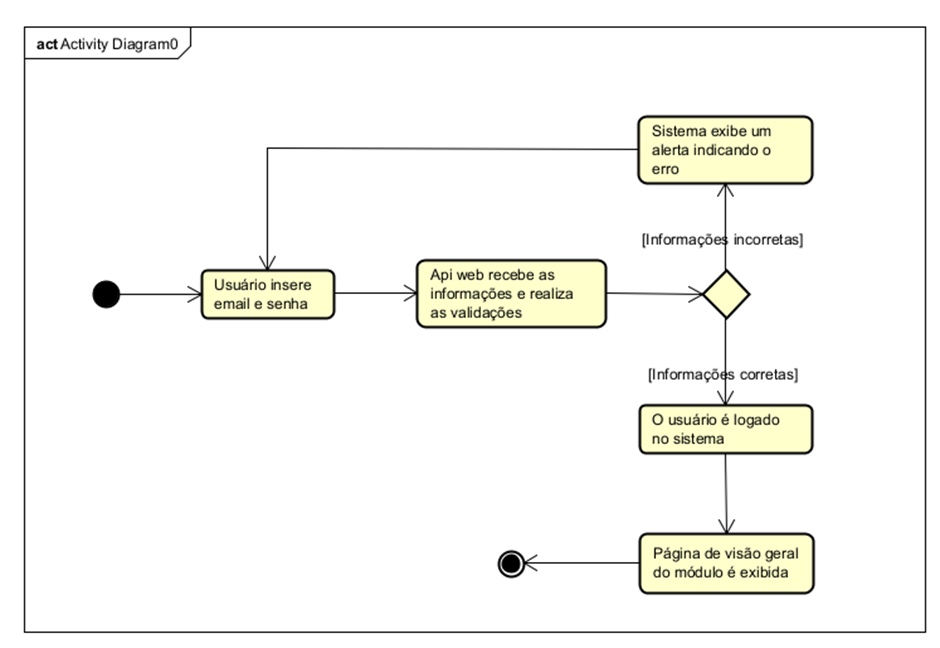 act Activity Diagram0
Sistema exibe um
alerta indicando o
erro
[Informações incorretas]
Usuário insere
email e senha
Api web recebe as
informações e realiza
as validações
[Informações corretas]
O usuário é logado
no sistema
Página de visão geral
do módulo é exibida